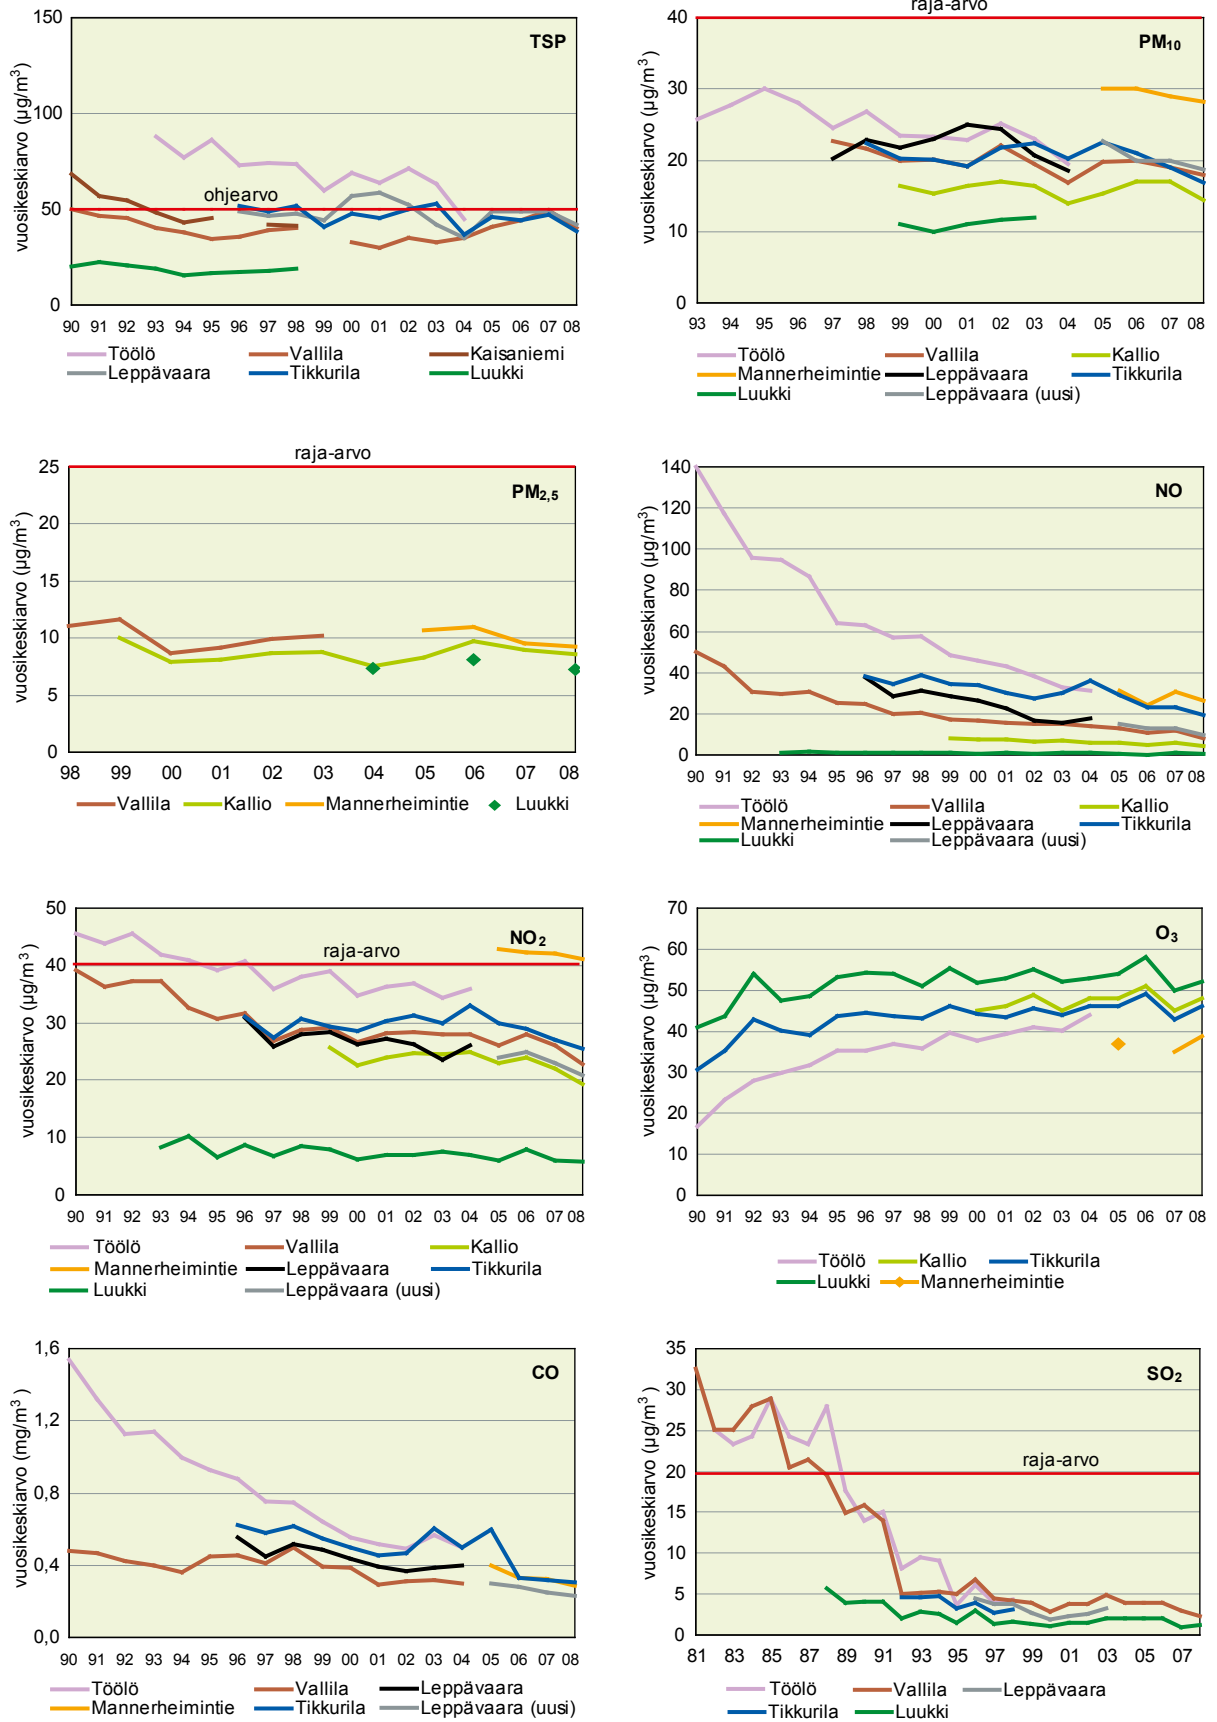 TSP
vuosikeskiarvo (µg/m³)
150
100
50
0
ohjearvo
90 91 92 93 94 95 96 97 98 99 00 01 02 03 04 05 06 07 08
Töölö Vallila Kaisaniemi
Leppävaara Tikkurila Luukki
raja-arvo
PM₁₀
vuosikeskiarvo (µg/m³)
40
30
20
10
0
93 94 95 96 97 98 99 00 01 02 03 04 05 06 07 08
Töölö Vallila Kallio
Mannerheimintie Leppävaara Tikkurila
Luukki Leppävaara (uusi)
raja-arvo
PM₂,₅
vuosikeskiarvo (µg/m³)
25
20
15
10
5
0
98 99 00 01 02 03 04 05 06 07 08
Vallila Kallio Mannerheimintie Luukki
NO
vuosikeskiarvo (µg/m³)
140
120
100
80
60
40
20
0
90 91 92 93 94 95 96 97 98 99 00 01 02 03 04 05 06 07 08
Töölö Vallila Kallio
Mannerheimintie Leppävaara Tikkurila
Luukki Leppävaara (uusi)
NO₂
raja-arvo
vuosikeskiarvo (µg/m³)
50
40
30
20
10
0
90 91 92 93 94 95 96 97 98 99 00 01 02 03 04 05 06 07 08
Töölö Vallila Kallio
Mannerheimintie Leppävaara Tikkurila
Luukki Leppävaara (uusi)
O₃
vuosikeskiarvo (µg/m³)
70
60
50
40
30
20
10
0
90 91 92 93 94 95 96 97 98 99 00 01 02 03 04 05 06 07 08
Töölö Kallio Tikkurila
Luukki Mannerheimintie
CO
vuosikeskiarvo (mg/m³)
1,6
1,2
0,8
0,4
0,0
90 91 92 93 94 95 96 97 98 99 00 01 02 03 04 05 06 07 08
Töölö Vallila Leppävaara
Mannerheimintie Tikkurila Leppävaara (uusi)
SO₂
raja-arvo
vuosikeskiarvo (µg/m³)
35
30
25
20
15
10
5
0
81 83 85 87 89 91 93 95 97 99 01 03 05 07
Töölö Vallila Leppävaara
Tikkurila Luukki